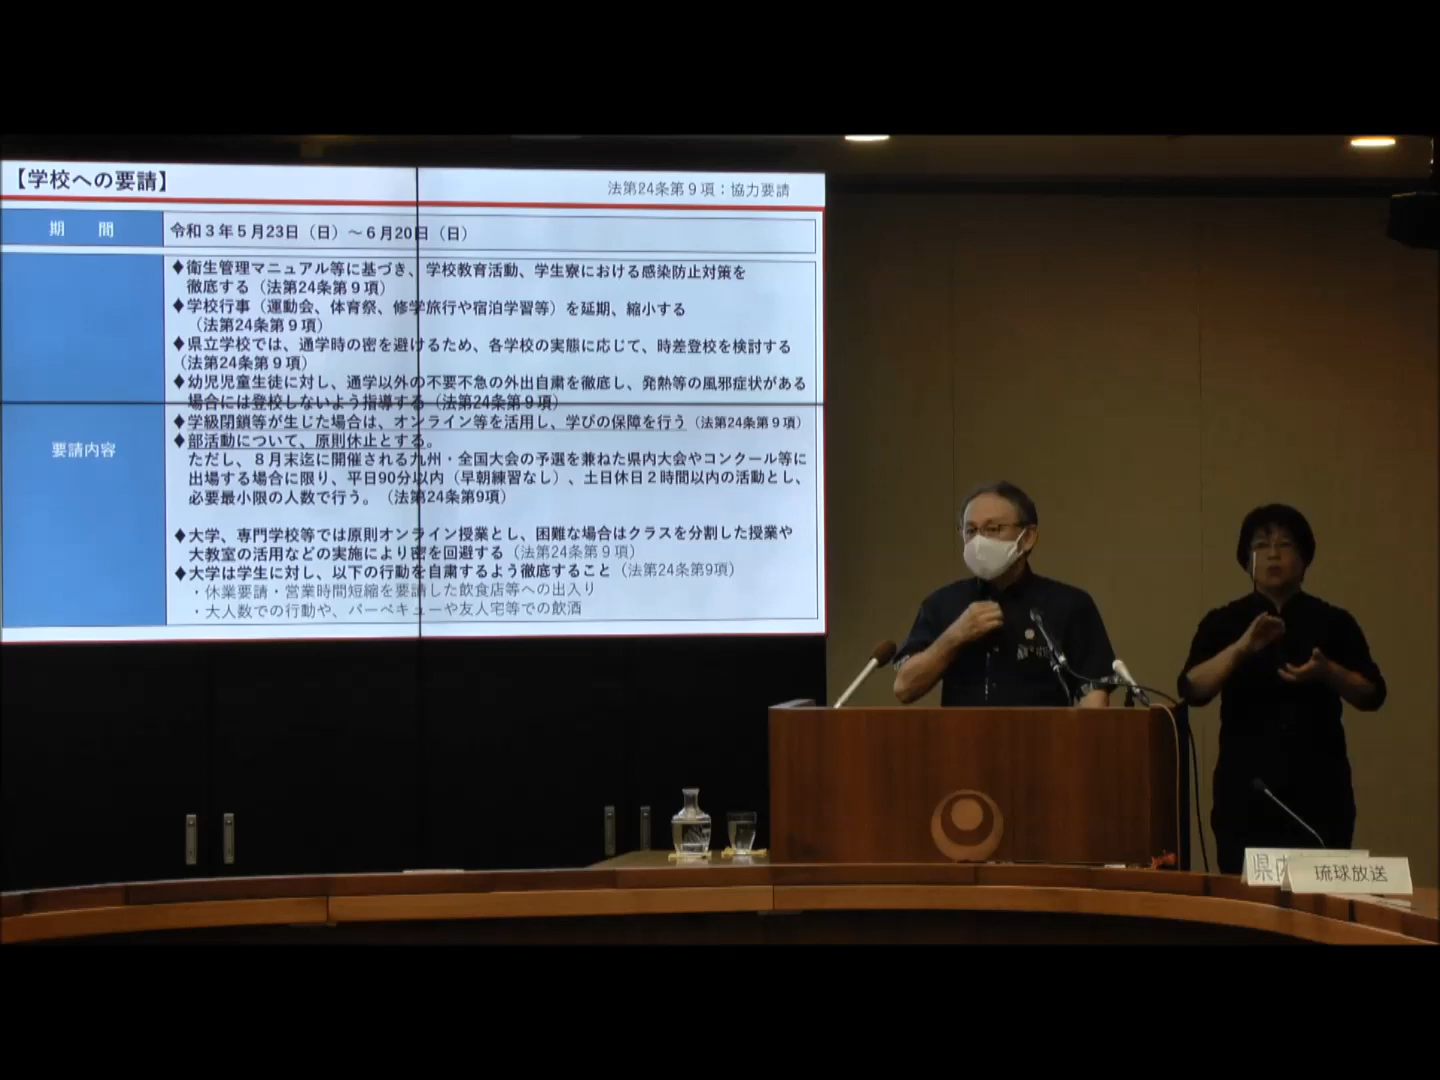 【学校への要請】
法第24条第９項：協力要請
期　間
令和３年５月23日（日）～６月20日（日）
要請内容
◆衛生管理マニュアル等に基づき、学校教育活動、学生寮における感染防止対策を
徹底する（法第24条第９項）
◆学校行事（運動会、体育祭、修学旅行や宿泊学習等）を延期、縮小する
（法第24条第９項）
◆県立学校では、通学時の密を避けるため、各学校の実態に応じて、時差登校を検討する
（法第24条第９項）
◆幼児児童生徒に対し、通学以外の不要不急の外出自粛を徹底し、発熱等の風邪症状がある
場合には登校しないよう指導する（法第24条第９項）
◆学級閉鎖等が生じた場合は、オンライン等を活用し、学びの保障を行う（法第24条第９項）
◆部活動について、原則休止とする。
ただし、８月末迄に開催される九州・全国大会の予選を兼ねた県内大会やコンクール等に
出場する場合に限り、平日90分以内（早朝練習なし）、土日休日２時間以内の活動とし、
必要最小限の人数で行う。（法第24条第9項）
◆大学、専門学校等では原則オンライン授業とし、困難な場合はクラスを分割した授業や
大教室の活用などの実施により密を回避する（法第24条第９項）
◆大学は学生に対し、以下の行動を自粛するよう徹底すること（法第24条第9項）
・休業要請・営業時間短縮を要請した飲食店等への出入り
・大人数での行動や、バーベキューや友人宅等での飲酒
県内
琉球放送